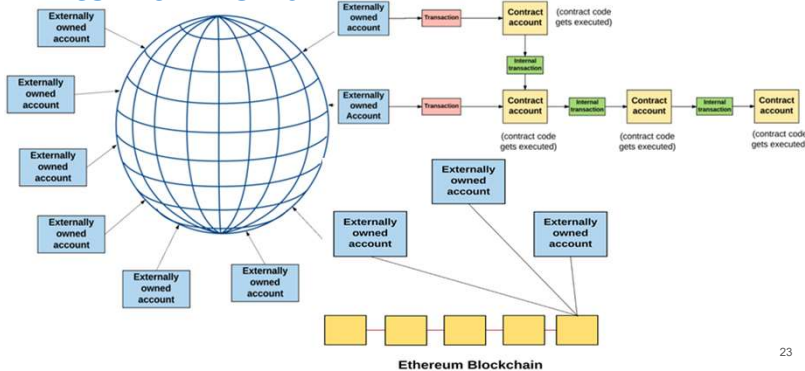 Externally
owned
account
Externally
owned
account
Transaction
Contract
account
(contract code
gets executed)
Internal
transaction
Externally
owned
account
Externally
owned
Account
Transaction
Contract
account
(contract code
gets executed)
Internal
transaction
Contract
account
(contract code
gets executed)
Internal
transaction
Contract
account
(contract code
gets executed)
Externally
owned
account
Externally
owned
account
Externally
owned
account
Externally
owned
account
Externally
owned
account
Externally
owned
account
Externally
owned
account
Ethereum Blockchain
23